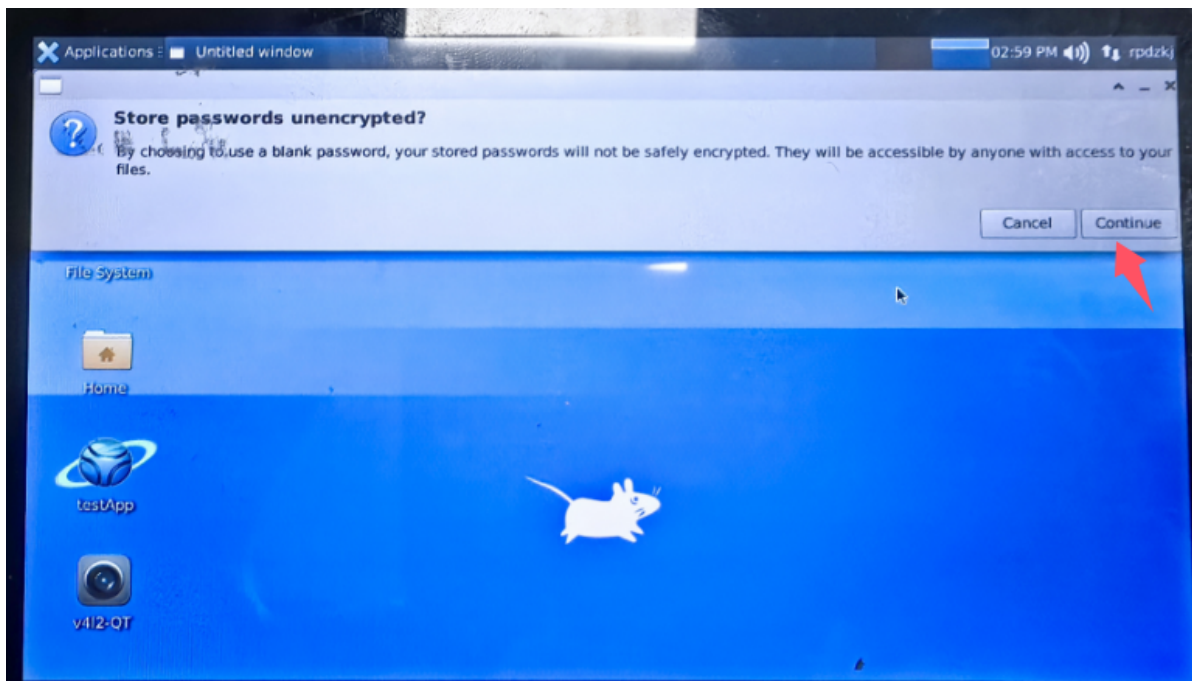 Applications
Untitled window
02:59 PM
rpdzkj
Store passwords unencrypted?
By choosing to use a blank password, your stored passwords will not be safely encrypted. They will be accessible by anyone with access to your
files.
Cancel
Continue
File System
Home
testApp
v4l2-QT